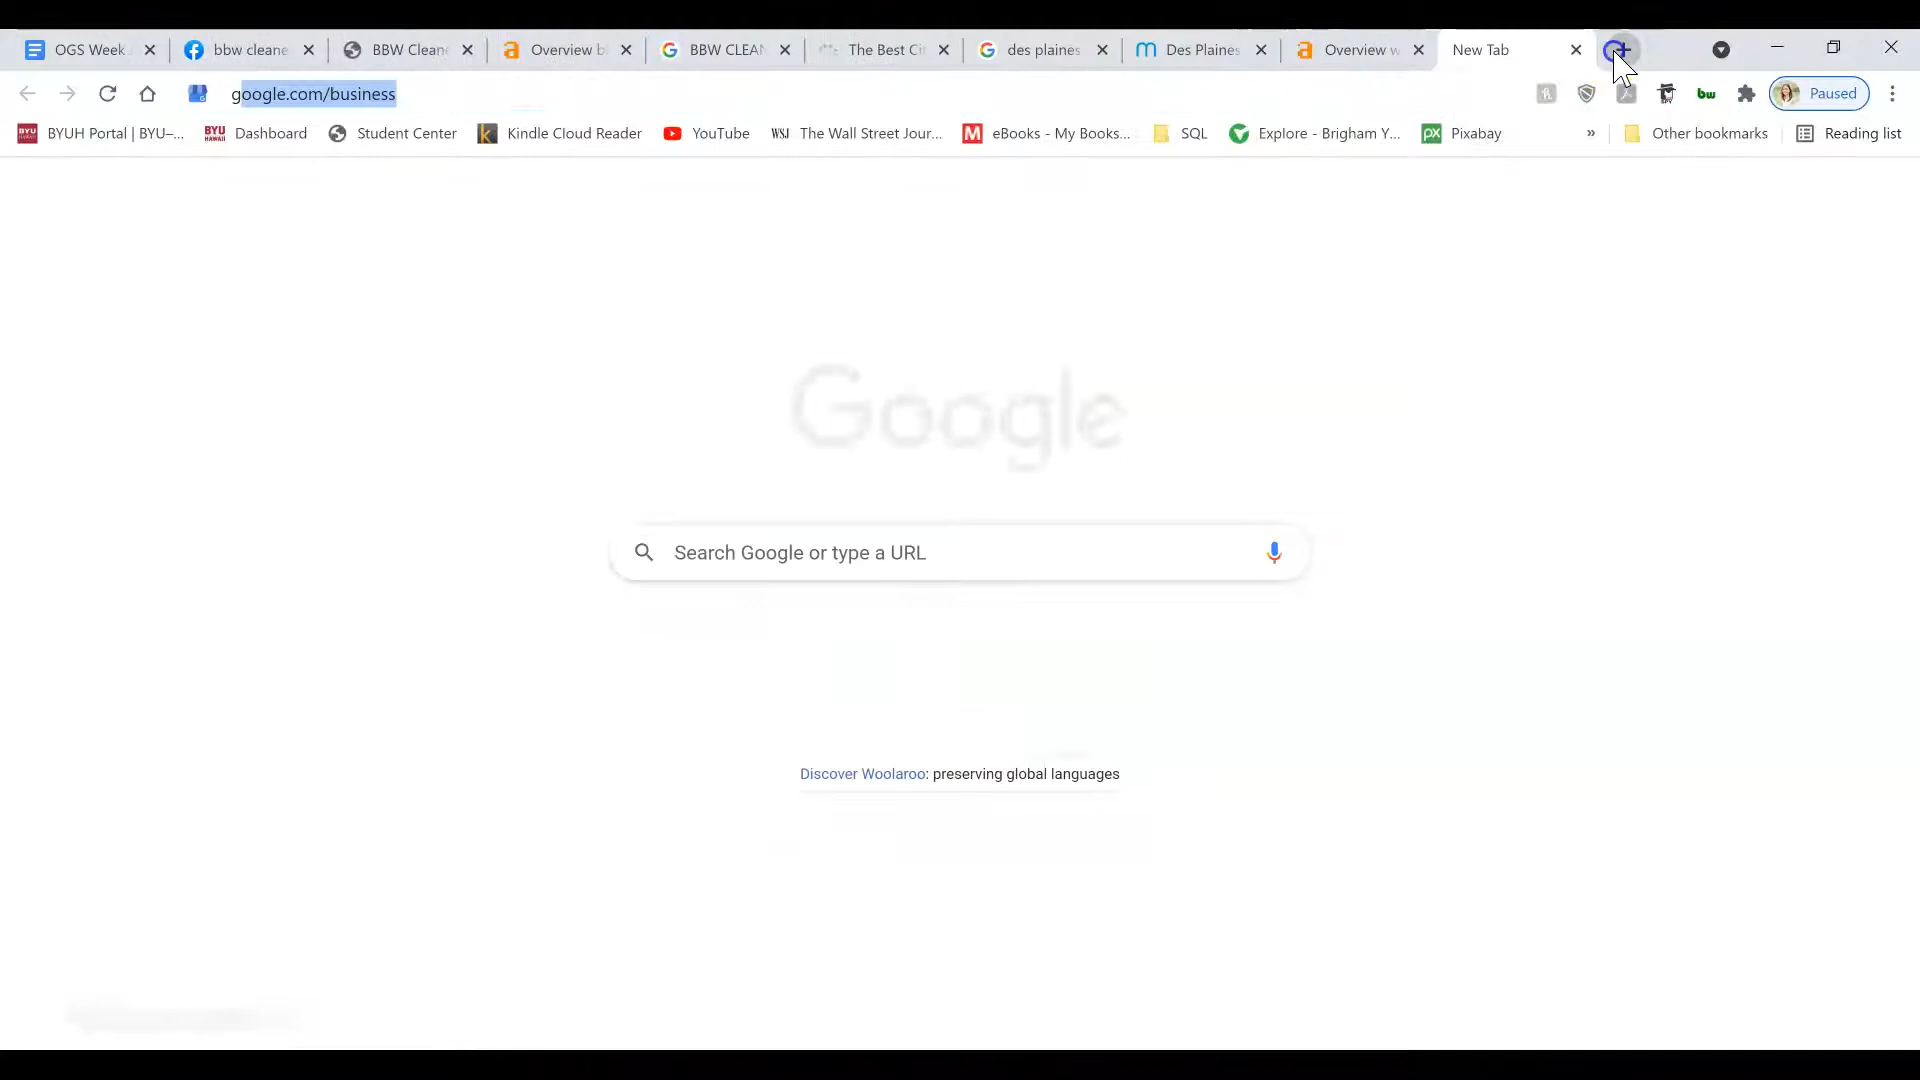 OGS Week
bbw cleane
BBW Clean
Overview b
BBW CLEAN
The Best Ci
des plaines
Des Plaines
Overview w
New Tab
google.com/business
Paused
BYUH Portal | BYU–...
Dashboard
Student Center
Kindle Cloud Reader
YouTube
WSJ The Wall Street Jour...
eBooks - My Books...
SQL
Explore - Brigham Y...
Pixabay
»
Other bookmarks
Reading list
Google
Search Google or type a URL
Discover Woolaroo: preserving global languages